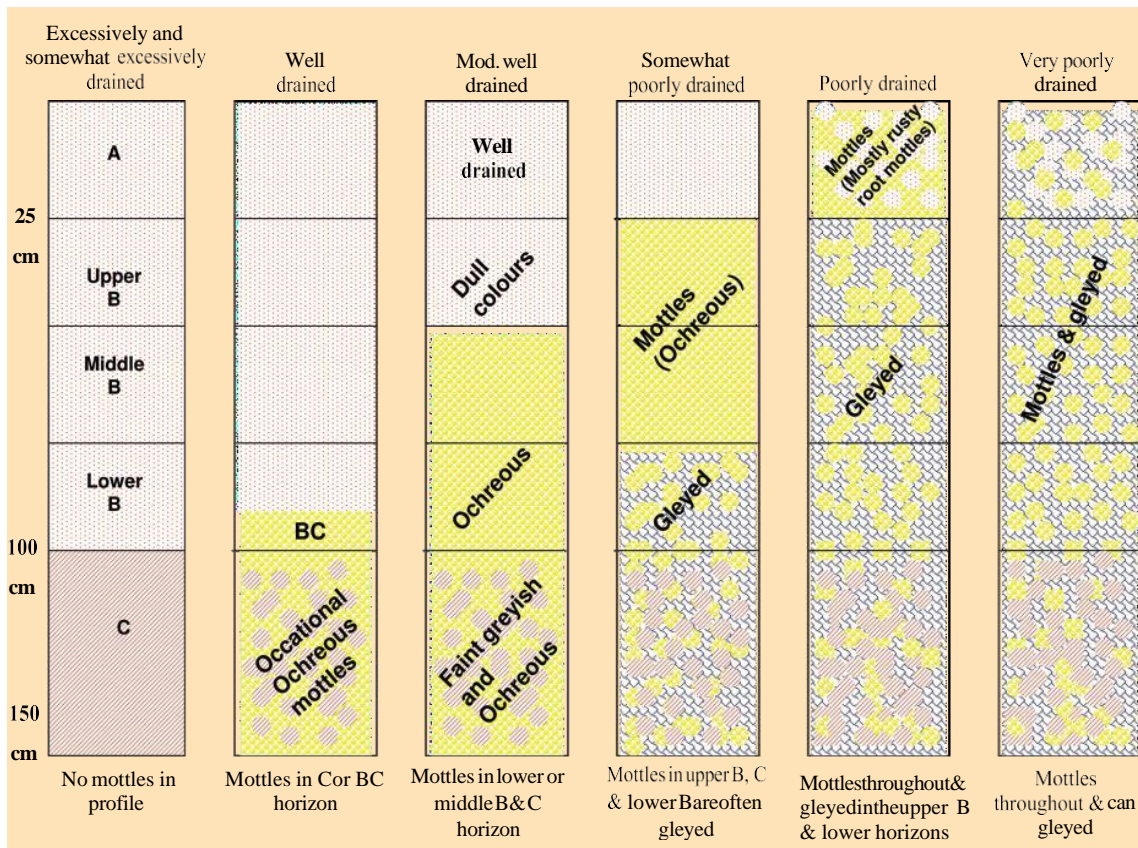 Excessively and
somewhat excessively
drained
Well
drained
Mod. well
drained
Somewhat
poorly drained
Poorly drained
Very poorly
drained
A
25
cm
Upper
B
Middle
B
Lower
B
100
cm
C
150
cm
BC
Occational
Ochreous
mottles
Well
drained
Dull
colours
Ochreous
Faint greyish
and
Ochreous
Mottles
(Ochreous)
Gleyed
Mottles
(Mostly rusty
root mottles)
Gleyed
Mottles & gleyed
No mottles in
profile
Mottles in Cor BC
horizon
Mottles in lower or
middle B & C
horizon
Mottles in upper B, C
& lower Bareoften
gleyed
Mottlesthroughout&
gleyedintheupper B
& lower horizons
Mottles
throughout & can
gleyed